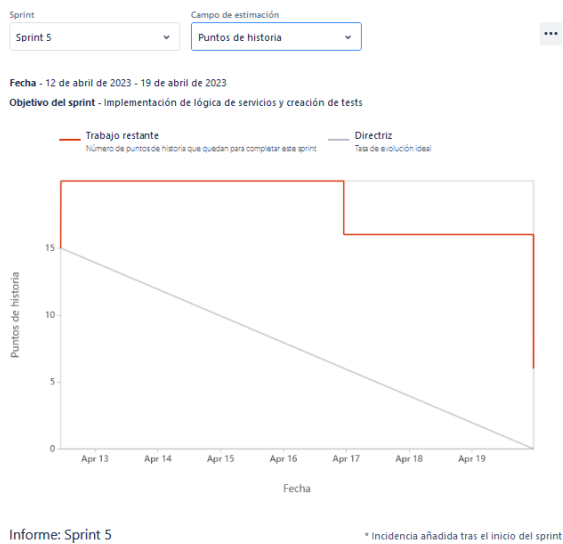 Sprint
Campo de estimación
Sprint 5
Puntos de historia
Fecha - 12 de abril de 2023 - 19 de abril de 2023
Objetivo del sprint - Implementación de lógica de servicios y creación de tests
Trabajo restante
Número de puntos de historia que quedan para completar este sprint
Directriz
Tasa de evolución ideal
Puntos de historia
15
10
5
0
Apr 13 Apr 14 Apr 15 Apr 16 Apr 17 Apr 18 Apr 19
Fecha
Informe: Sprint 5
* Incidencia añadida tras el inicio del sprint